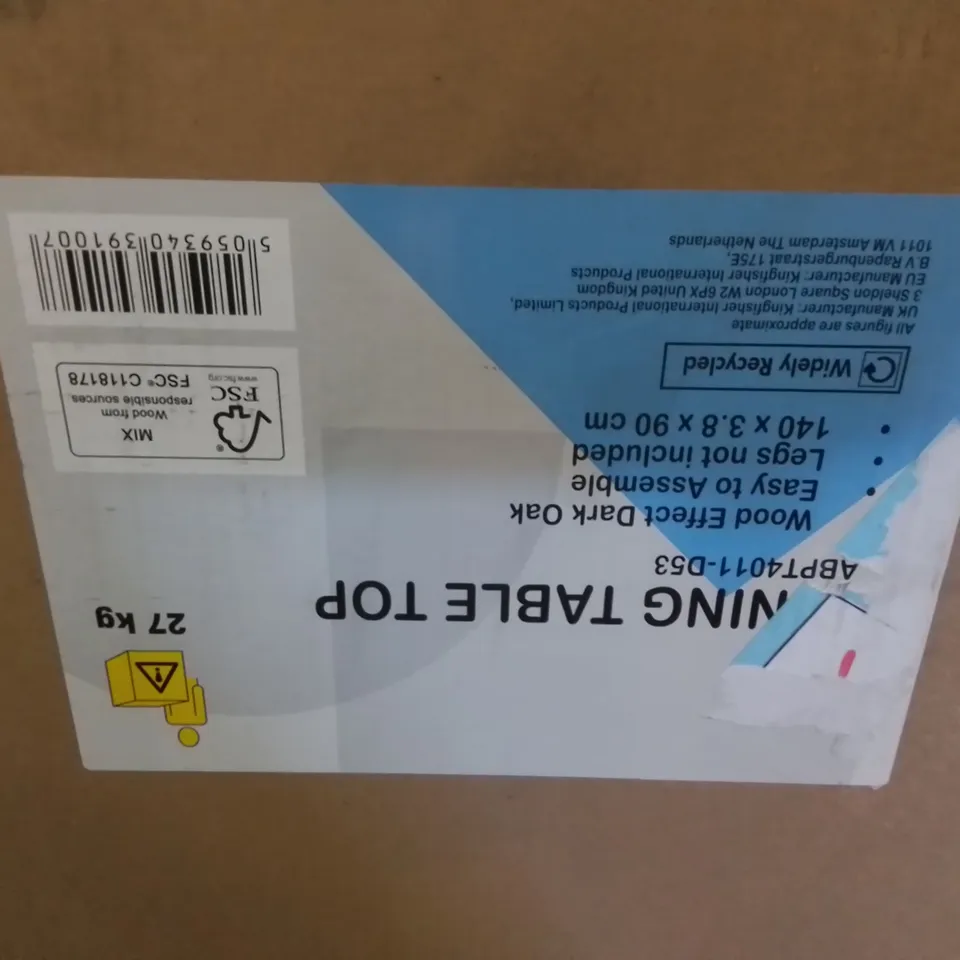 NING TABLE TOP
27 kg
ABPT4011-D53
Wood Effect Dark Oak
• Easy to Assemble
• Legs not included
• 140 x 3.8 x 90 cm
Widely Recycled
All figures are approximate
UK Manufacturer: Kingfisher International Products Limited,
3 Sheldon Square London W2 6PX United Kingdom
EU Manufacturer: Kingfisher International Products
B.V Rapenburgerstraat 175E,
1011 VM Amsterdam The Netherlands
FSC
www.fsc.org
MIX
Wood from
responsible sources
FSC® C118178
5 059340 391007